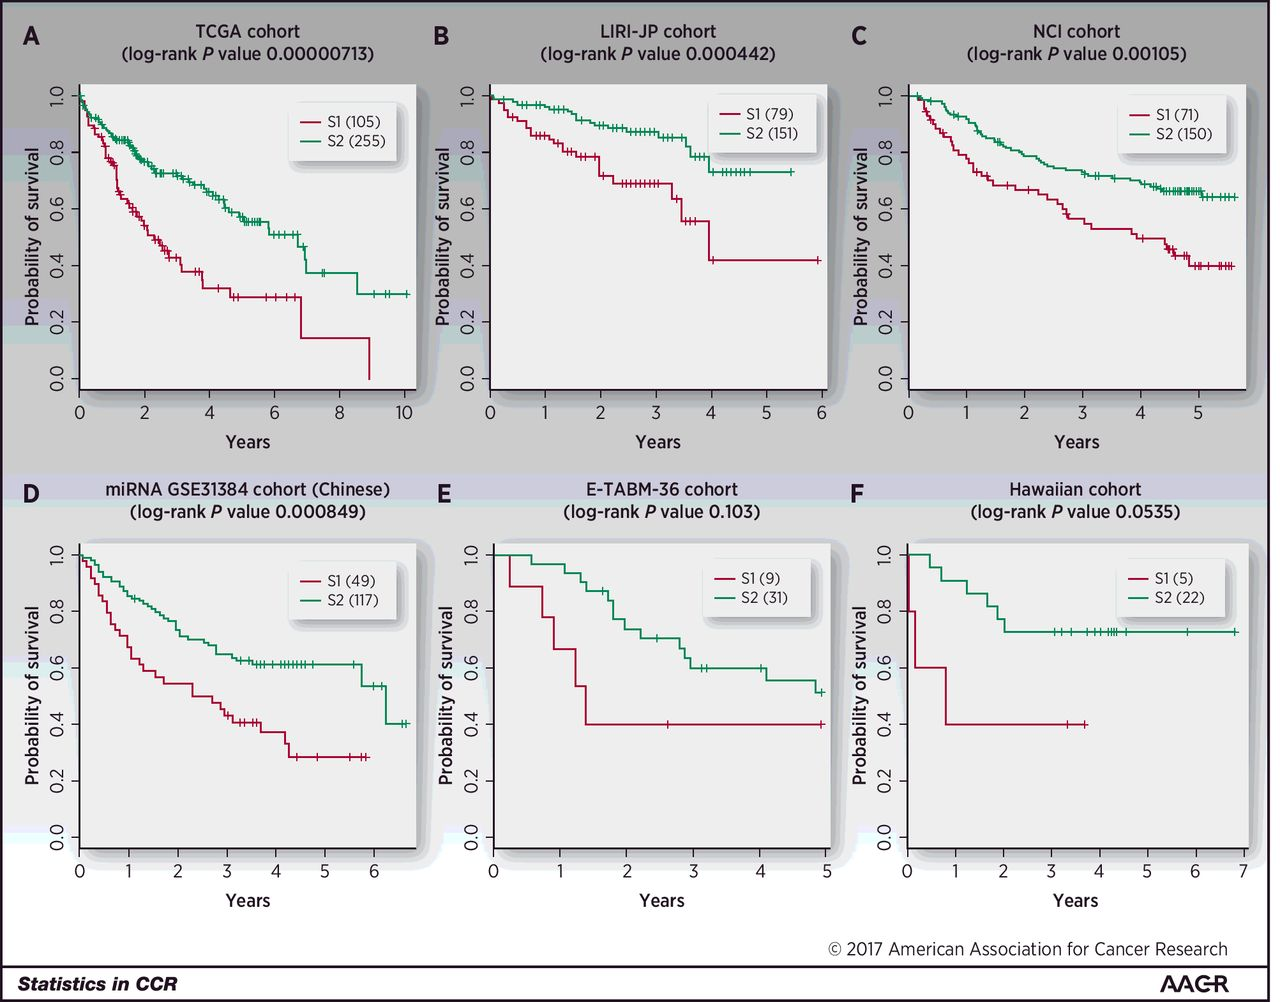 A
TCGA cohort
(log-rank P value 0.00000713)
Probability of survival
1.0
0.8
0.6
0.4
0.2
0.0
S1 (105)
S2 (255)
0 2 4 6 8 10
Years
B
LIRI-JP cohort
(log-rank P value 0.000442)
Probability of survival
1.0
0.8
0.6
0.4
0.2
0.0
S1 (79)
S2 (151)
0 1 2 3 4 5 6
Years
C
NCI cohort
(log-rank P value 0.00105)
Probability of survival
1.0
0.8
0.6
0.4
0.2
0.0
S1 (71)
S2 (150)
0 1 2 3 4 5
Years
D
miRNA GSE31384 cohort (Chinese)
(log-rank P value 0.000849)
Probability of survival
1.0
0.8
0.6
0.4
0.2
0.0
S1 (49)
S2 (117)
0 1 2 3 4 5 6
Years
E
E-TABM-36 cohort
(log-rank P value 0.103)
Probability of survival
1.0
0.8
0.6
0.4
0.2
0.0
S1 (9)
S2 (31)
0 1 2 3 4 5
Years
F
Hawaiian cohort
(log-rank P value 0.0535)
Probability of survival
1.0
0.8
0.6
0.4
0.2
0.0
S1 (5)
S2 (22)
0 1 2 3 4 5 6 7
Years
© 2017 American Association for Cancer Research
Statistics in CCR
AACR